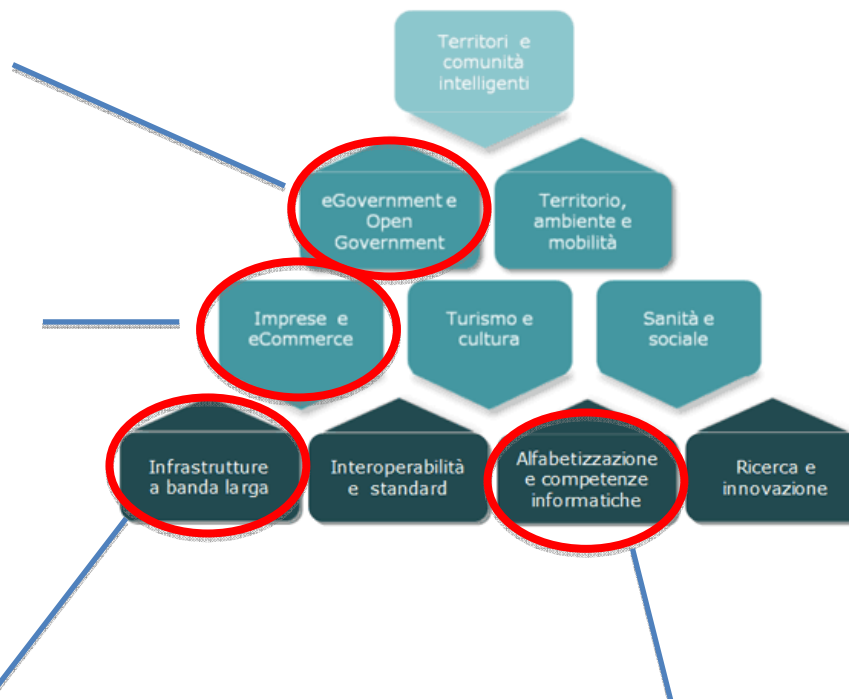 Territori e
comunità
intelligenti
eGovernment e
Open
Government
Territorio,
ambiente e
mobilità
Imprese e
eCommerce
Turismo e
cultura
Sanità e
sociale
Infrastrutture
a banda larga
Interoperabilità
e standard
Alfabetizzazione
e competenze
informatiche
Ricerca e
innovazione